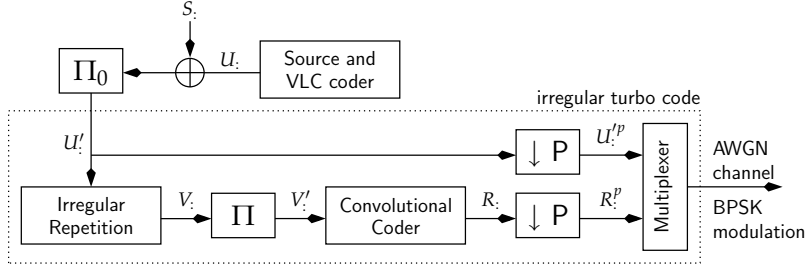 S:
U:
Source and
VLC coder
Π₀
irregular turbo code
U′:
↓ P
U′:ᵖ
Multiplexer
AWGN
channel
BPSK
modulation
Irregular
Repetition
V:
Π
V′:
Convolutional
Coder
R:
↓ P
R:ᵖ